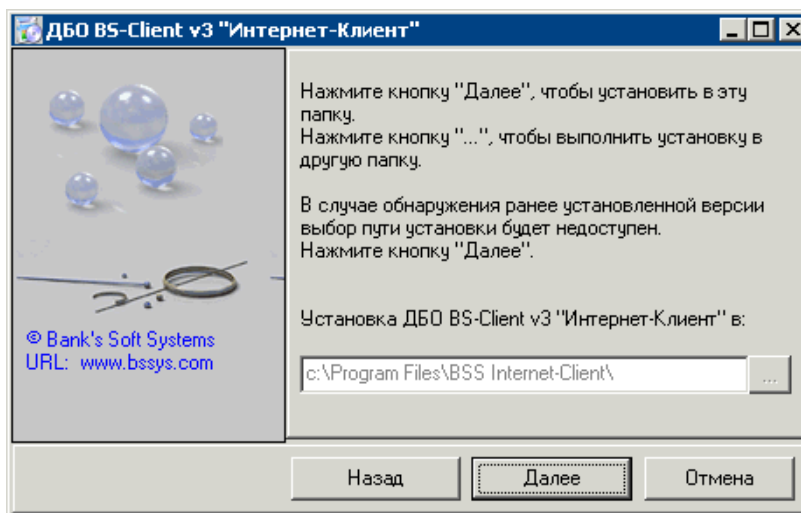 ДБО BS-Client v3 "Интернет-Клиент"
Нажмите кнопку "Далее", чтобы установить в эту
папку.
Нажмите кнопку "...", чтобы выполнить установку в
другую папку.
В случае обнаружения ранее установленной версии
выбор пути установки будет недоступен.
Нажмите кнопку "Далее".
Установка ДБО BS-Client v3 "Интернет-Клиент" в:
c:\Program Files\BSS Internet-Client\
...
© Bank's Soft Systems
URL: www.bssys.com
Назад
Далее
Отмена